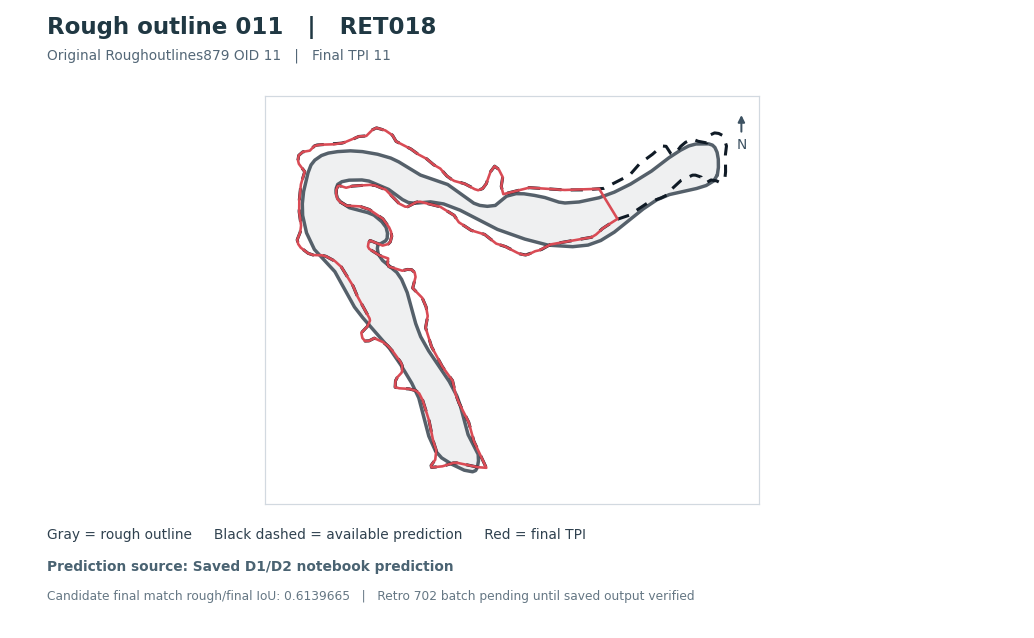 Rough outline 011   |   RET018
Original Roughoutlines879 OID 11   |   Final TPI 11
N
Gray = rough outline     Black dashed = available prediction     Red = final TPI
Prediction source: Saved D1/D2 notebook prediction
Candidate final match rough/final IoU: 0.6139665   |   Retro 702 batch pending until saved output verified